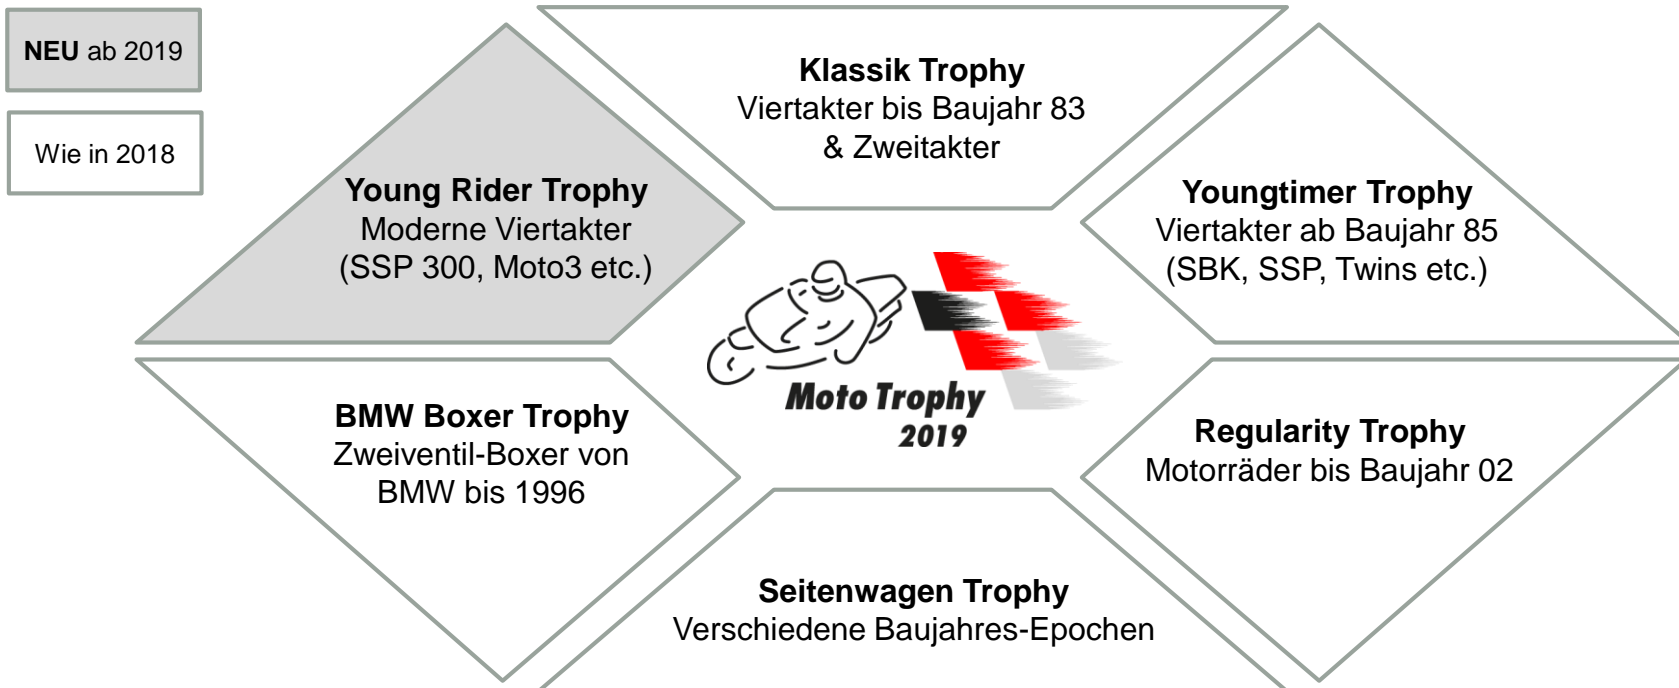 NEU ab 2019
Wie in 2018
Klassik Trophy
Viertakter bis Baujahr 83
& Zweitakter
Young Rider Trophy
Moderne Viertakter
(SSP 300, Moto3 etc.)
Youngtimer Trophy
Viertakter ab Baujahr 85
(SBK, SSP, Twins etc.)
Moto Trophy
2019
BMW Boxer Trophy
Zweiventil-Boxer von
BMW bis 1996
Regularity Trophy
Motorräder bis Baujahr 02
Seitenwagen Trophy
Verschiedene Baujahres-Epochen